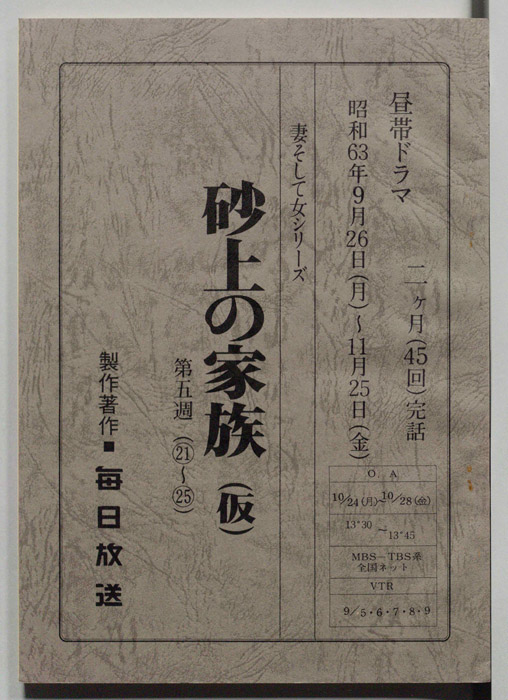 昼帯ドラマ　二ヶ月(45回)完話
昭和63年9月26日(月)～11月25日(金)
妻そして女シリーズ
砂上の家族(仮)
第五週(㉑～㉕)
製作著作■毎日放送
OA
10/24(月)～10/28(金)
13°30～13°45
MBS－TBS系
全国ネット
VTR
9/5・6・7・8・9